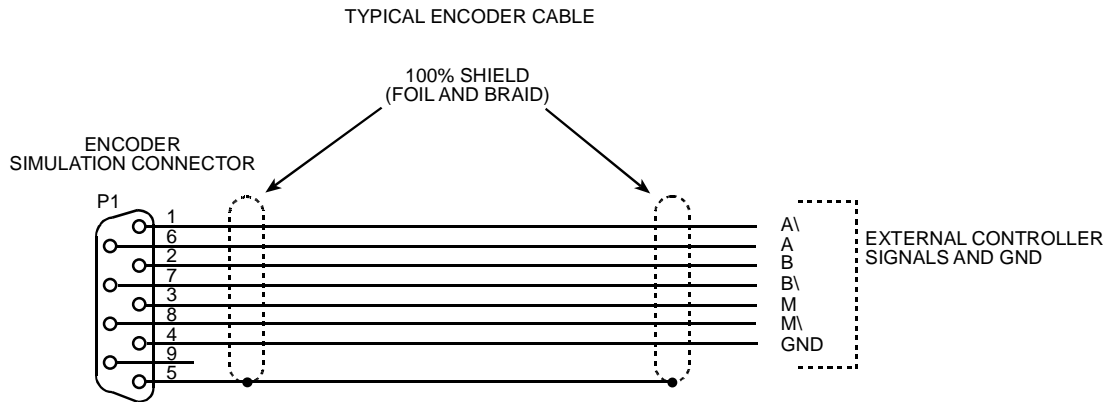 TYPICAL ENCODER CABLE
100% SHIELD
(FOIL AND BRAID)
ENCODER
SIMULATION CONNECTOR
P1
1
6
2
7
3
8
4
9
5
A\
A
B
B\
M
M\
GND
EXTERNAL CONTROLLER
SIGNALS AND GND